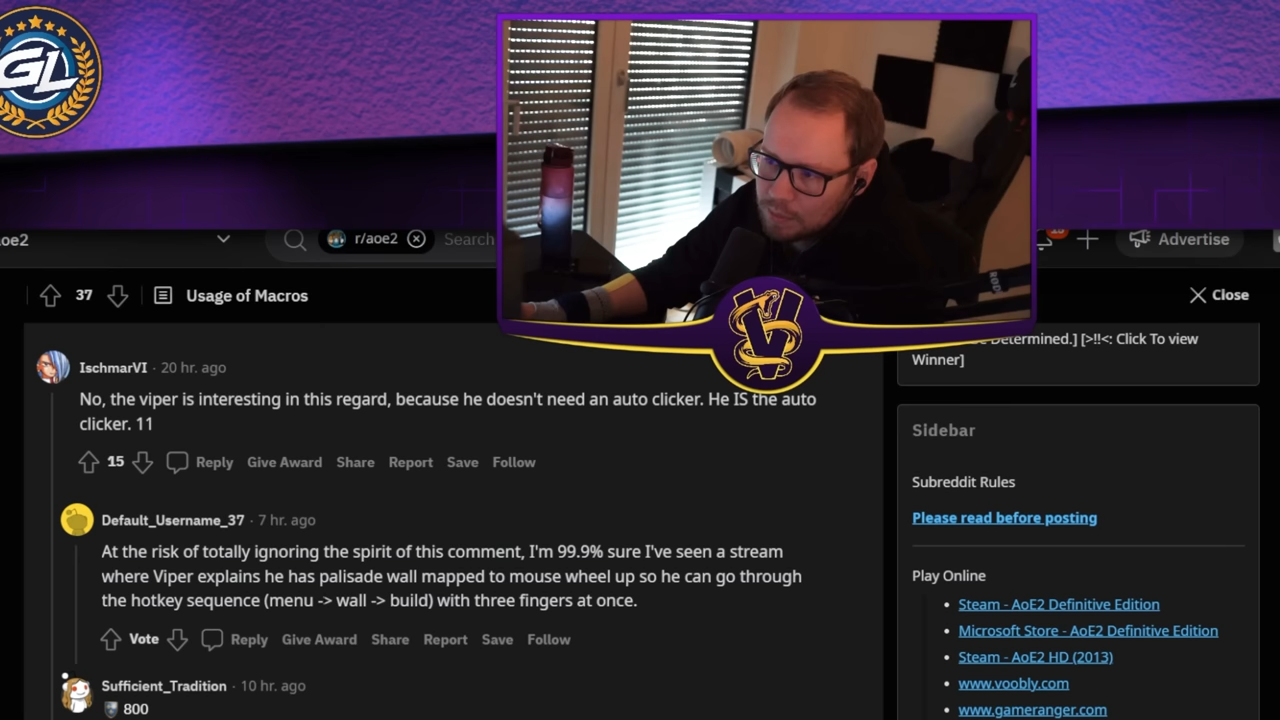 GL
oe2
r/aoe2
Search
Advertise
37
Usage of Macros
Close
Determined.] [>!!<: Click To view
Winner]
IschmarVI · 20 hr. ago
No, the viper is interesting in this regard, because he doesn't need an auto clicker. He IS the auto
clicker. 11
15 Reply Give Award Share Report Save Follow
Sidebar
Subreddit Rules
Please read before posting
Default_Username_37 · 7 hr. ago
At the risk of totally ignoring the spirit of this comment, I'm 99.9% sure I've seen a stream
where Viper explains he has palisade wall mapped to mouse wheel up so he can go through
the hotkey sequence (menu -> wall -> build) with three fingers at once.
Vote Reply Give Award Share Report Save Follow
Play Online
• Steam - AoE2 Definitive Edition
• Microsoft Store - AoE2 Definitive Edition
• Steam - AoE2 HD (2013)
• www.voobly.com
• www.gameranger.com
Sufficient_Tradition · 10 hr. ago
800